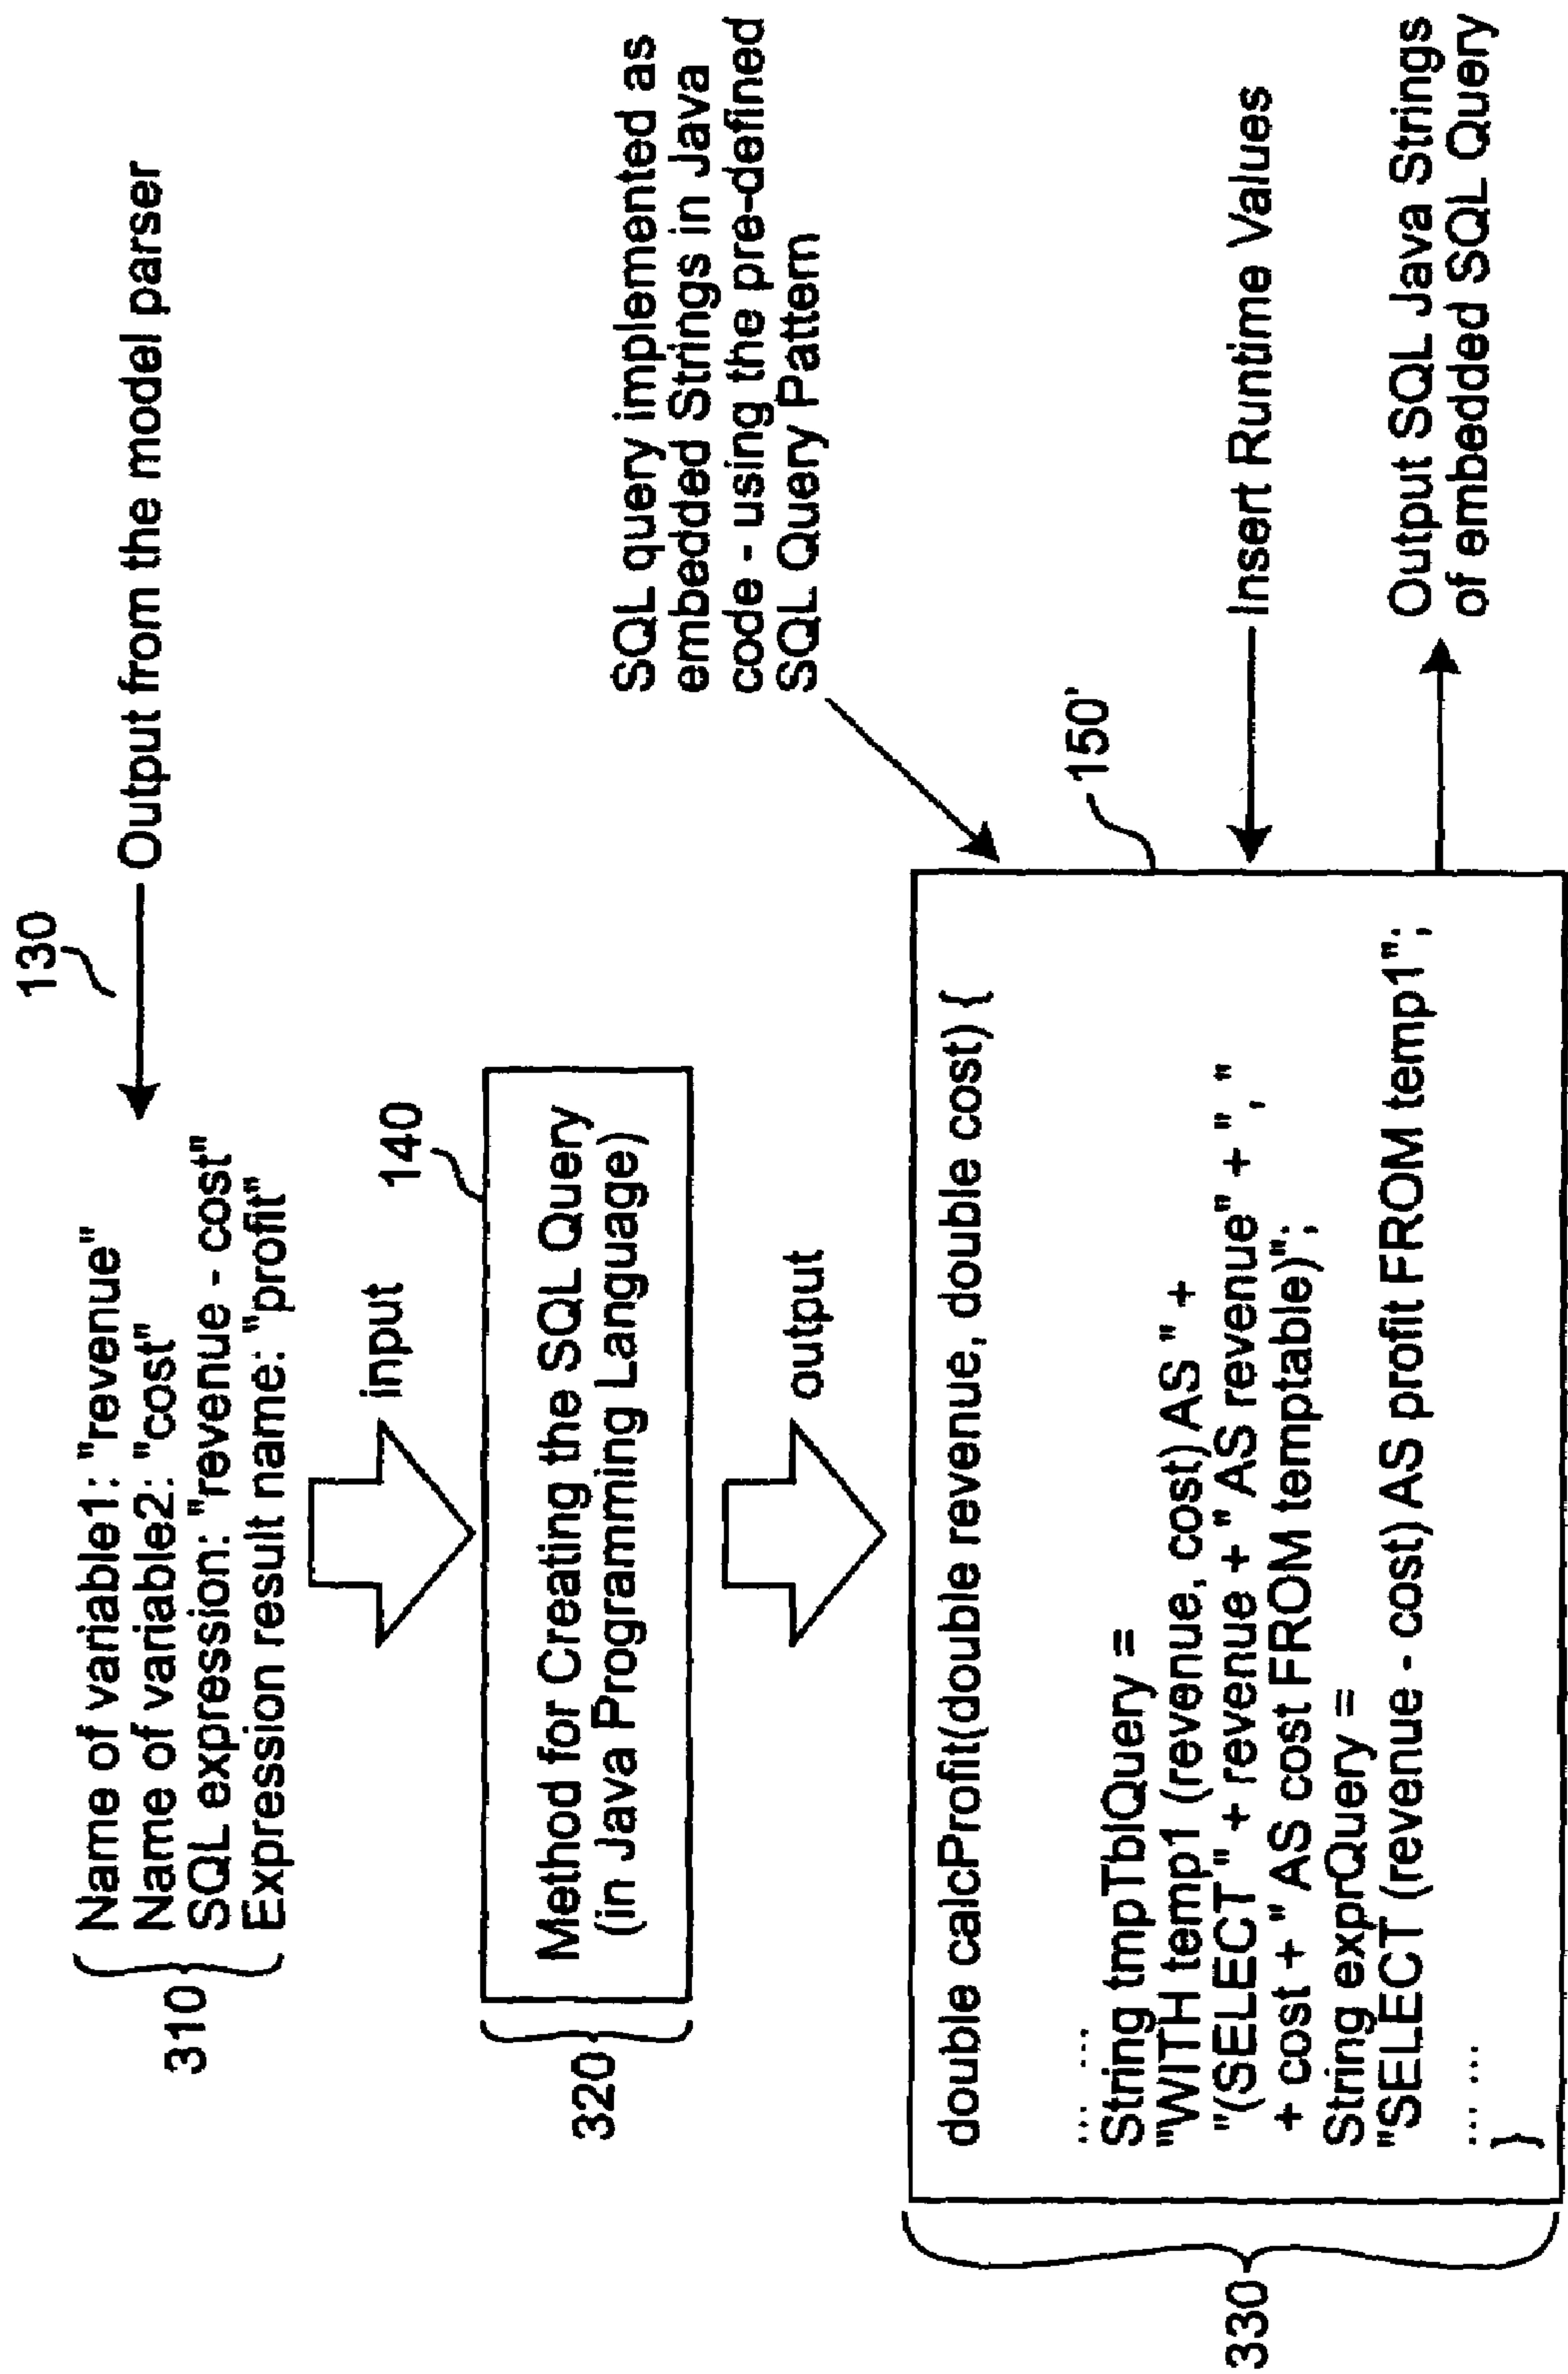 130
Output from the model parser
310
Name of variable1: "revenue"
Name of variable2: "cost"
SQL expression: "revenue - cost"
Expression result name: "profit"
input
140
320
Method for Creating the SQL Query
(in Java Programming Language)
output
SQL query implemented as
embedded Strings in Java
code - using the pre-defined
SQL Query Pattern
150'
330
double calcProfit(double revenue, double cost) {
... ...
String tmpTblQuery =
"WITH temp1 (revenue, cost) AS " +
"(SELECT " + revenue + " AS revenue" + ", "
+ cost + " AS cost FROM temptable)";
String exprQuery =
"SELECT (revenue - cost) AS profit FROM temp1";
... ...
}
Insert Runtime Values
Output SQL Java Strings
of embedded SQL Query